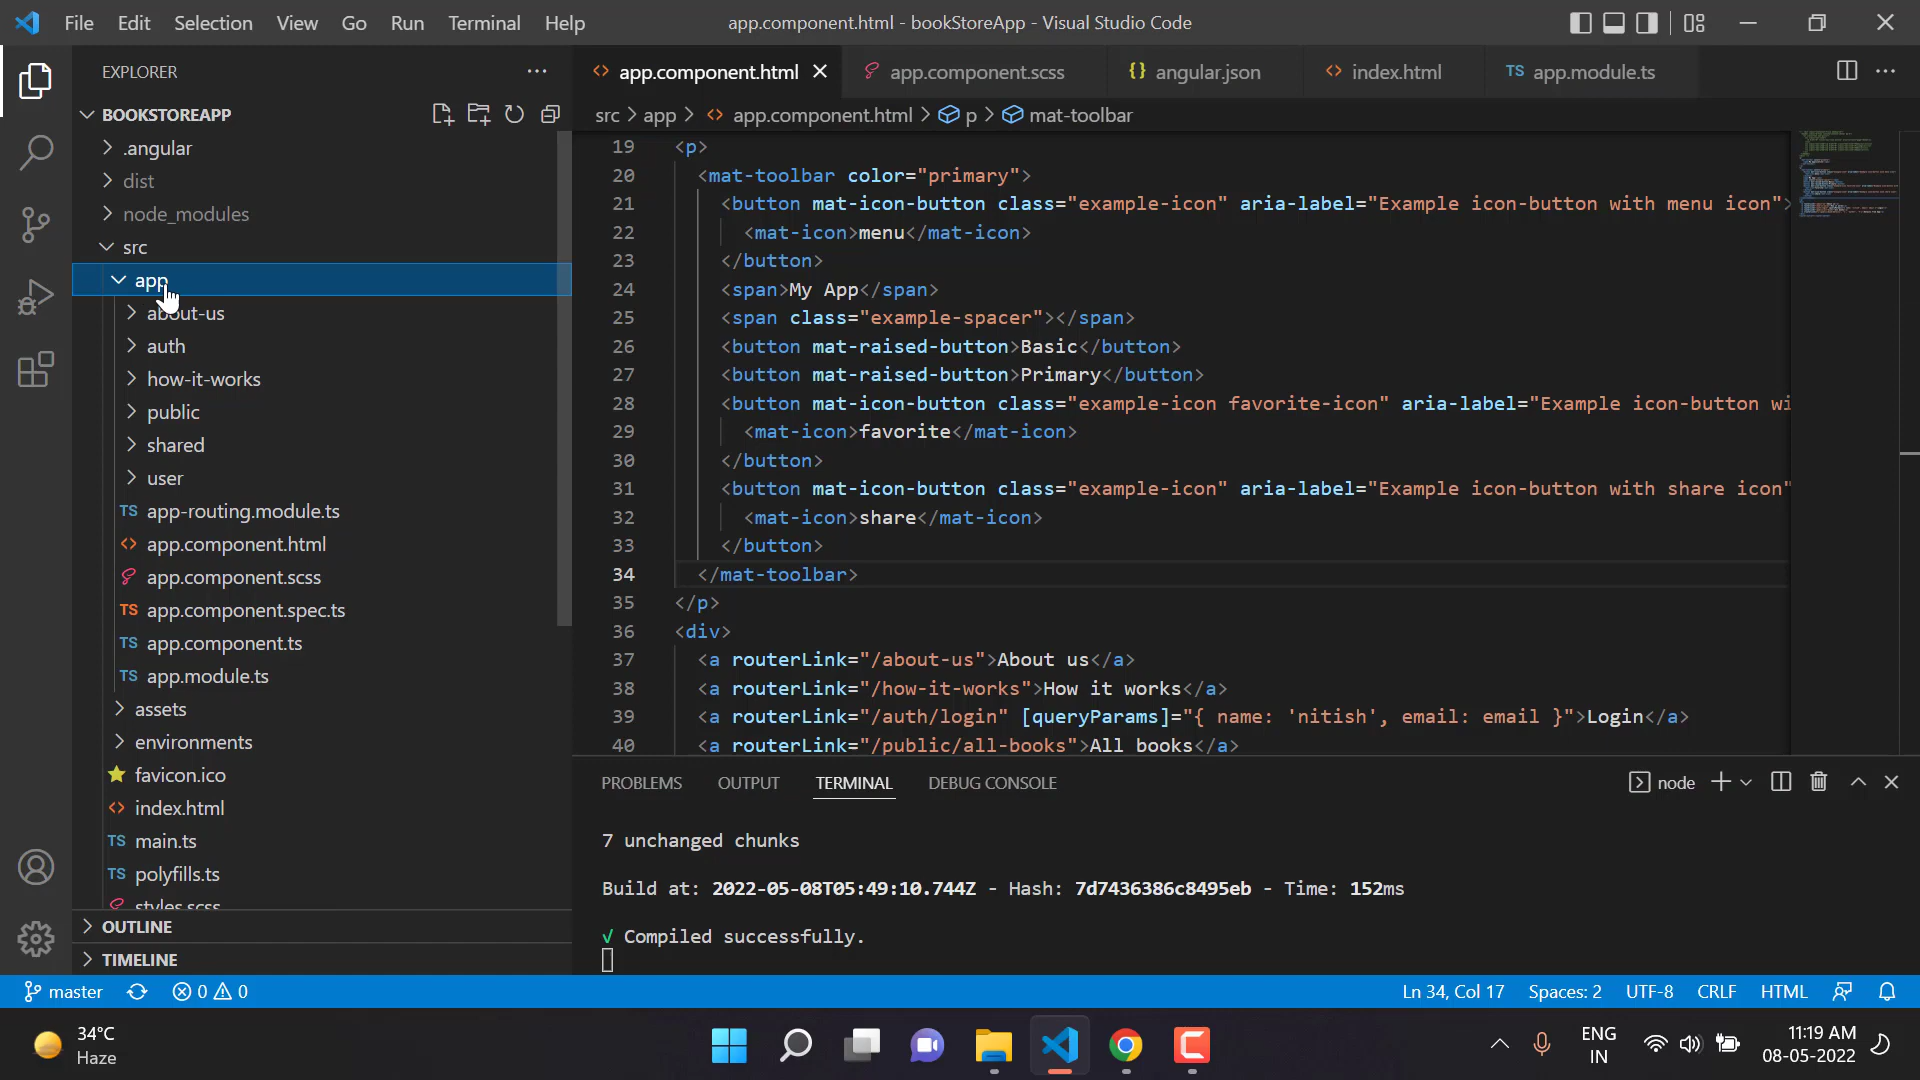 File Edit Selection View Go Run Terminal Help
app.component.html - bookStoreApp - Visual Studio Code
EXPLORER
BOOKSTOREAPP
.angular
dist
node_modules
src
app
about-us
auth
how-it-works
public
shared
user
TS app-routing.module.ts
<> app.component.html
app.component.scss
TS app.component.spec.ts
TS app.component.ts
TS app.module.ts
assets
environments
favicon.ico
<> index.html
TS main.ts
TS polyfills.ts
styles.scss
OUTLINE
TIMELINE
<> app.component.html
app.component.scss
{} angular.json
<> index.html
TS app.module.ts
src > app > <> app.component.html > p > mat-toolbar
19 <p>
20 <mat-toolbar color="primary">
21 <button mat-icon-button class="example-icon" aria-label="Example icon-button with menu icon">
22 <mat-icon>menu</mat-icon>
23 </button>
24 <span>My App</span>
25 <span class="example-spacer"></span>
26 <button mat-raised-button>Basic</button>
27 <button mat-raised-button>Primary</button>
28 <button mat-icon-button class="example-icon favorite-icon" aria-label="Example icon-button wi
29 <mat-icon>favorite</mat-icon>
30 </button>
31 <button mat-icon-button class="example-icon" aria-label="Example icon-button with share icon"
32 <mat-icon>share</mat-icon>
33 </button>
34 </mat-toolbar>
35 </p>
36 <div>
37 <a routerLink="/about-us">About us</a>
38 <a routerLink="/how-it-works">How it works</a>
39 <a routerLink="/auth/login" [queryParams]="{ name: 'nitish', email: email }">Login</a>
40 <a routerLink="/public/all-books">All books</a>
PROBLEMS OUTPUT TERMINAL DEBUG CONSOLE
node
7 unchanged chunks
Build at: 2022-05-08T05:49:10.744Z - Hash: 7d7436386c8495eb - Time: 152ms
√ Compiled successfully.
master 0 0
Ln 34, Col 17 Spaces: 2 UTF-8 CRLF HTML
34°C
Haze
ENG
IN
11:19 AM
08-05-2022